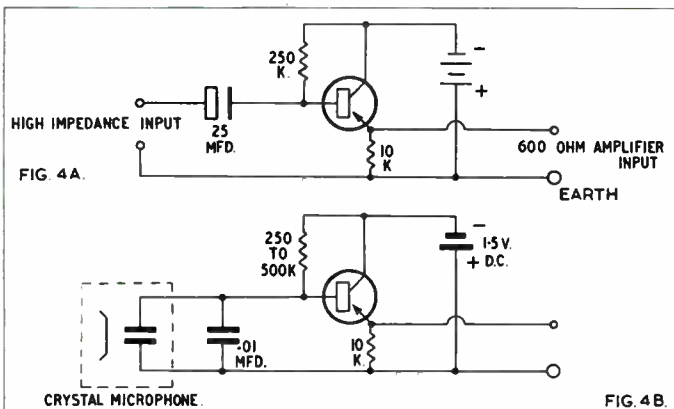 250
K.
-
+
HIGH IMPEDANCE INPUT
25
MFD.
10
K
600 OHM AMPLIFIER
INPUT
FIG. 4A.
EARTH
250
TO
500K
-
1·5 V.
+ D.C.
·01
MFD.
10
K.
CRYSTAL MICROPHONE.
FIG. 4B.